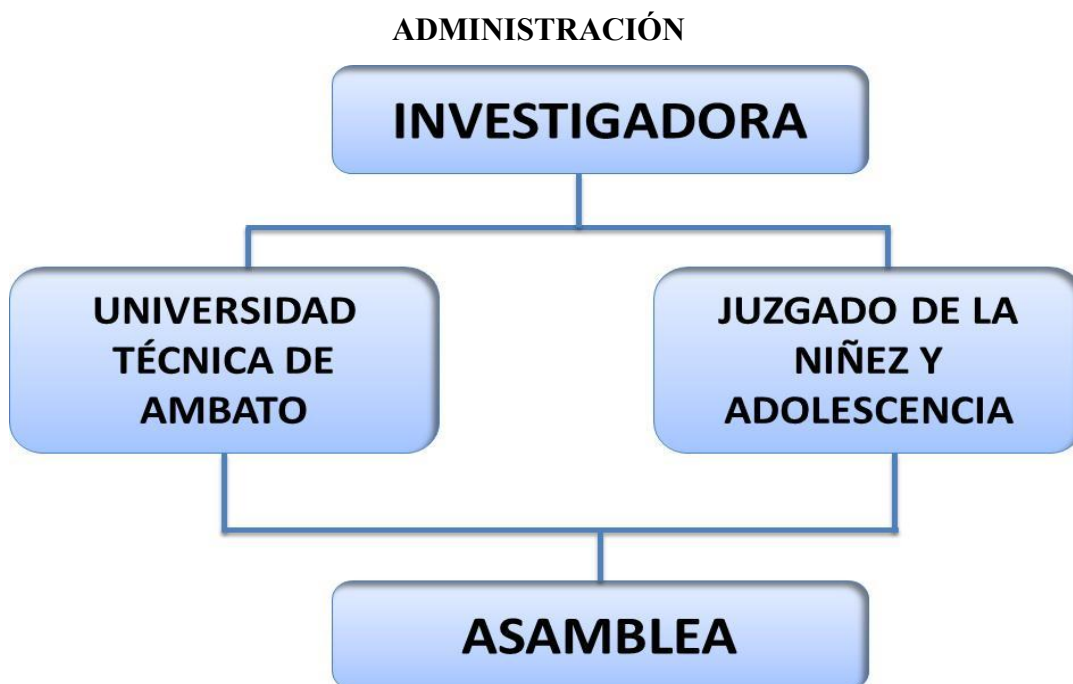 ADMINISTRACIÓN
INVESTIGADORA
UNIVERSIDAD
TÉCNICA DE
AMBATO
JUZGADO DE LA
NIÑEZ Y
ADOLESCENCIA
ASAMBLEA